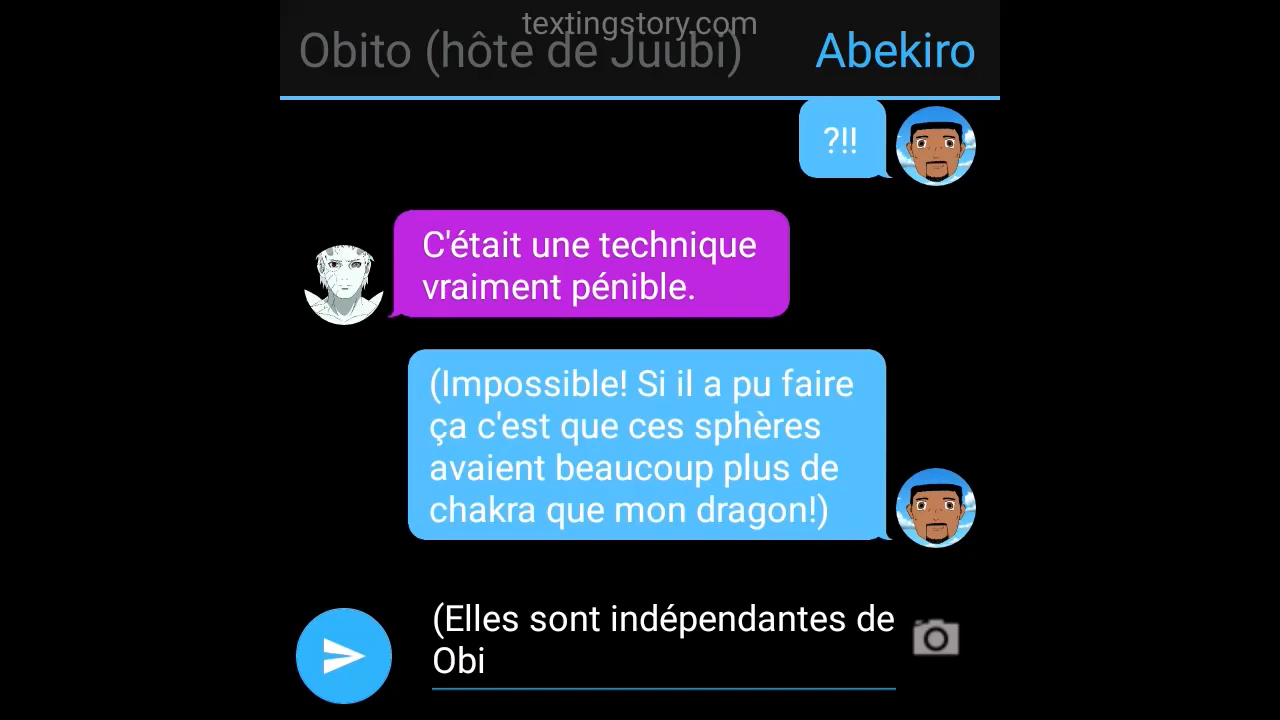 textingstory.com
Obito (hôte de Juubi)
Abekiro
?!!
C'était une technique
vraiment pénible.
(Impossible! Si il a pu faire
ça c'est que ces sphères
avaient beaucoup plus de
chakra que mon dragon!)
(Elles sont indépendantes de
Obi